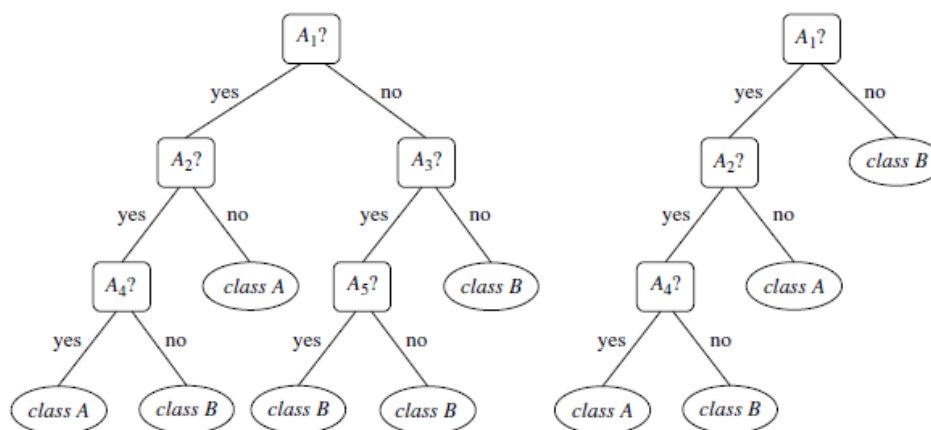 A₁? A₁?
yes no yes no
A₂? A₃? A₂? class B
yes no yes no yes no
A₄? class A A₅? class B A₄? class A
yes no yes no yes no
class A class B class B class B class A class B